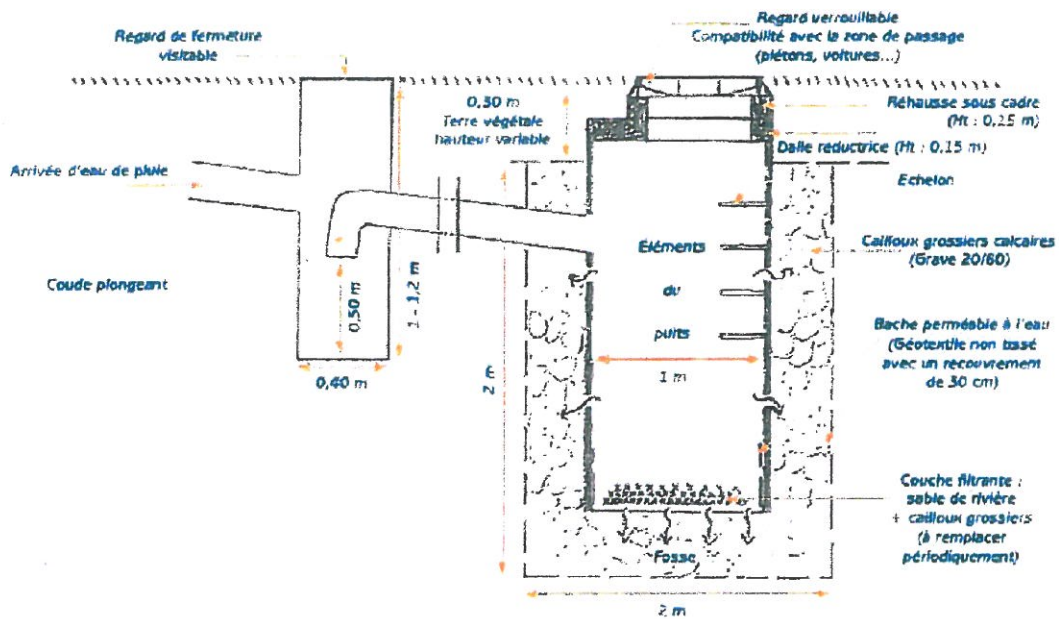 Regard de fermeture
visitable
Regard verrouillable
Compatibilité avec la zone de passage
(piétons, voitures...)
0,30 m
Terre végétale
hauteur variable
Réhausse sous cadre
(Ht : 0,25 m)
Dalle réductrice (Ht : 0,15 m)
Arrivée d'eau de pluie
Echelon
Eléments
du
puits
Cailloux grossiers calcaires
(Grave 20/60)
Coude plongeant
0,50 m
1 - 1,2 m
0,40 m
2 m
1 m
Bache perméable à l'eau
(Géotextile non tissé
avec un recouvrement
de 30 cm)
Couche filtrante :
sable de rivière
+ cailloux grossiers
(à remplacer
périodiquement)
Fosse
2 m